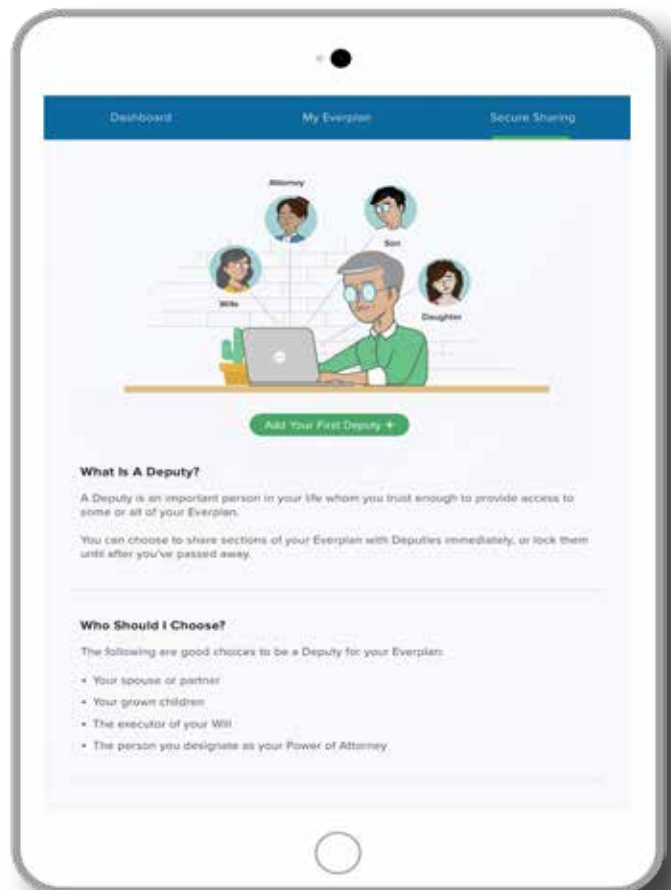 Dashboard
My Everplan
Secure Sharing
Attorney
Son
Wife
Daughter
Add Your First Deputy +
What Is A Deputy?
A Deputy is an important person in your life whom you trust enough to provide access to
some or all of your Everplan.
You can choose to share sections of your Everplan with Deputies immediately, or lock them
until after you've passed away.
Who Should I Choose?
The following are good choices to be a Deputy for your Everplan:
• Your spouse or partner
• Your grown children
• The executor of your Will
• The person you designate as your Power of Attorney